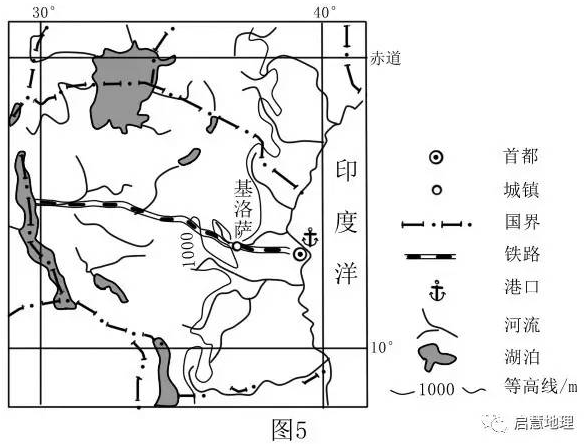 30°
40°
赤道
基洛萨
1000
印度洋
10°
首都
城镇
国界
铁路
港口
河流
湖泊
1000
等高线/m
图5
启慧地理